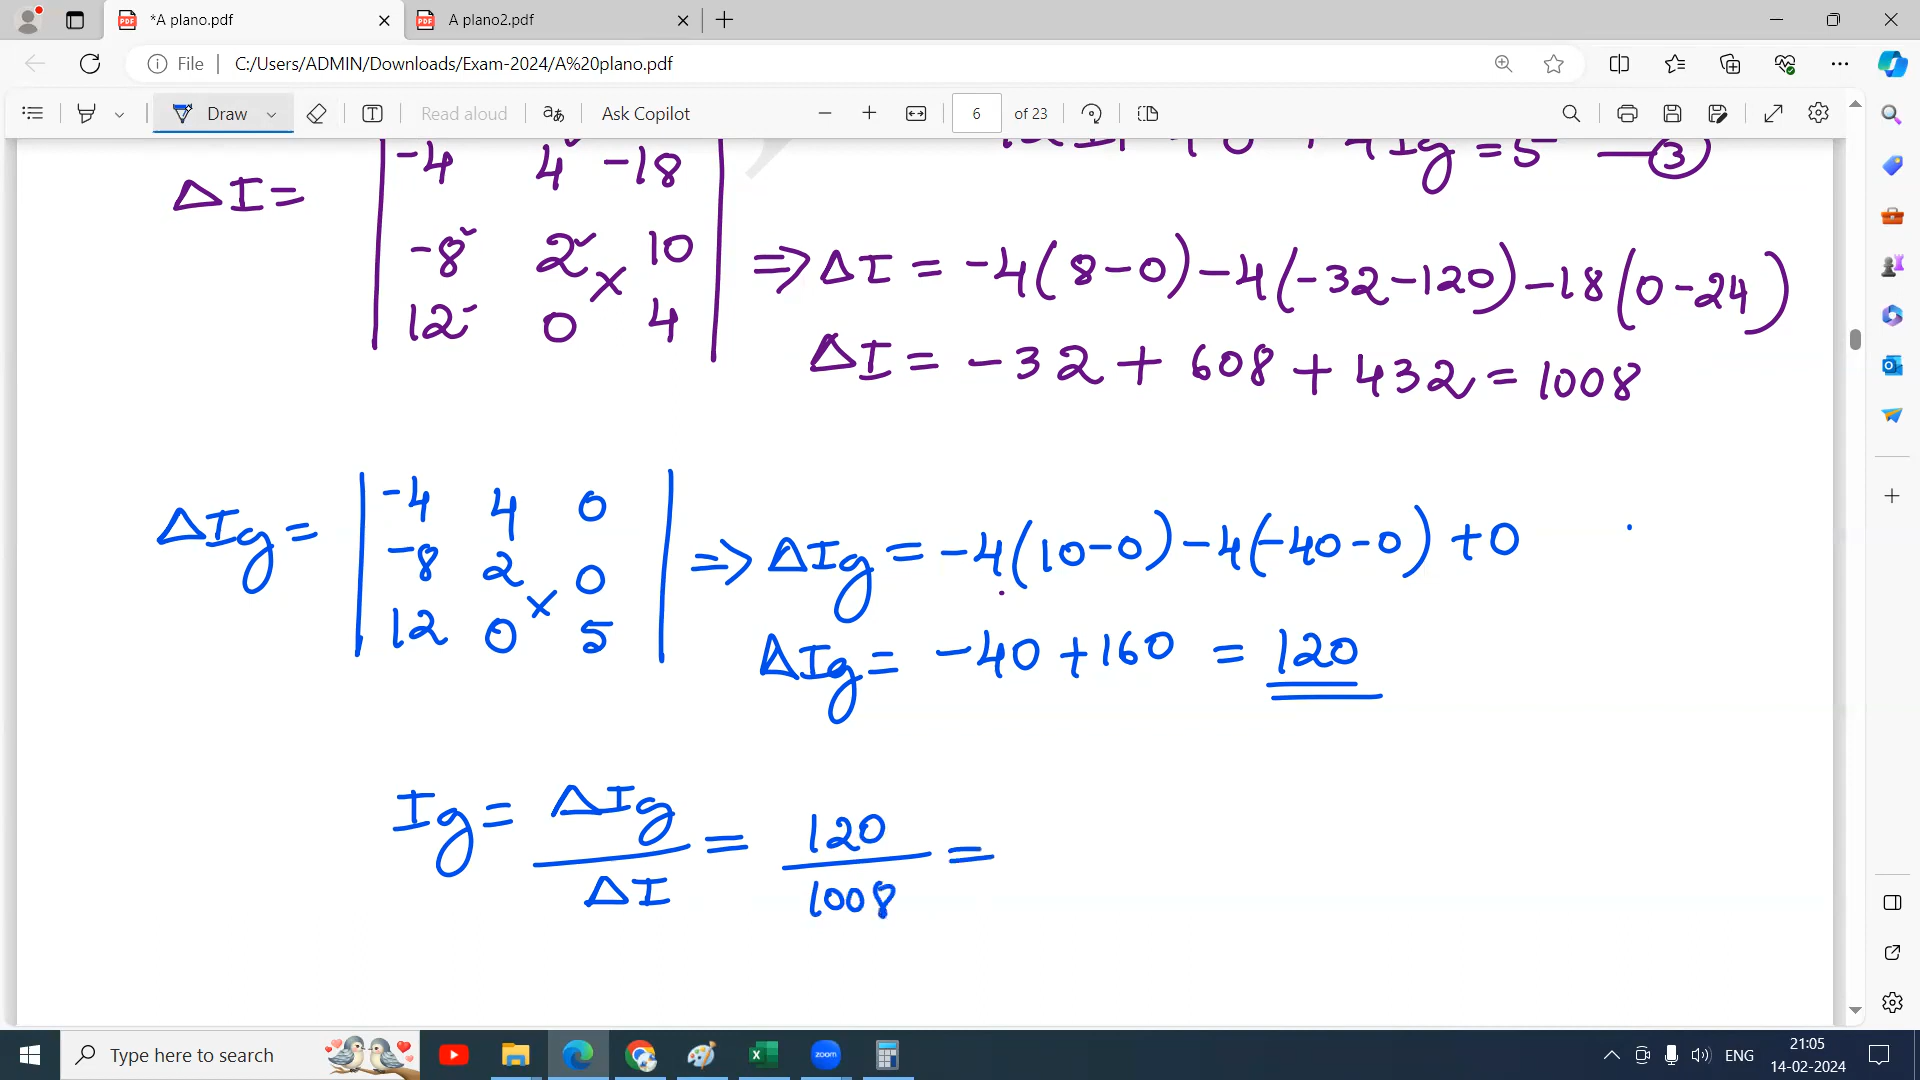 *A plano.pdf
A plano2.pdf
File
C:/Users/ADMIN/Downloads/Exam-2024/A%20plano.pdf
Draw
Read aloud
aあ
Ask Copilot
6 of 23
4Ig = 5 — ③
ΔI =
-4 4 -18
-8 2 10
12 0 4
=> ΔI = -4(8-0)-4(-32-120)-18(0-24)
ΔI = -32 + 608 + 432 = 1008
ΔIg =
-4 4 0
-8 2 0
12 0 5
=> ΔIg = -4(10-0)-4(-40-0)+0
ΔIg = -40+160 = 120
Ig = ΔIg / ΔI = 120 / 1008 =
Type here to search
zoom
ENG
21:05
14-02-2024